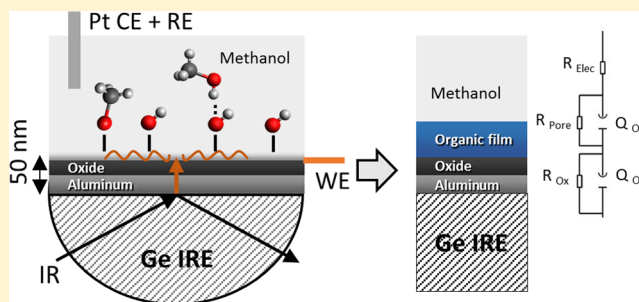 Pt CE + RE
Methanol
50 nm
Oxide
Aluminum
WE
IR
Ge IRE
Methanol
Organic film
Oxide
Aluminum
Ge IRE
R Elec
R Pore
Q O
R Ox
Q O